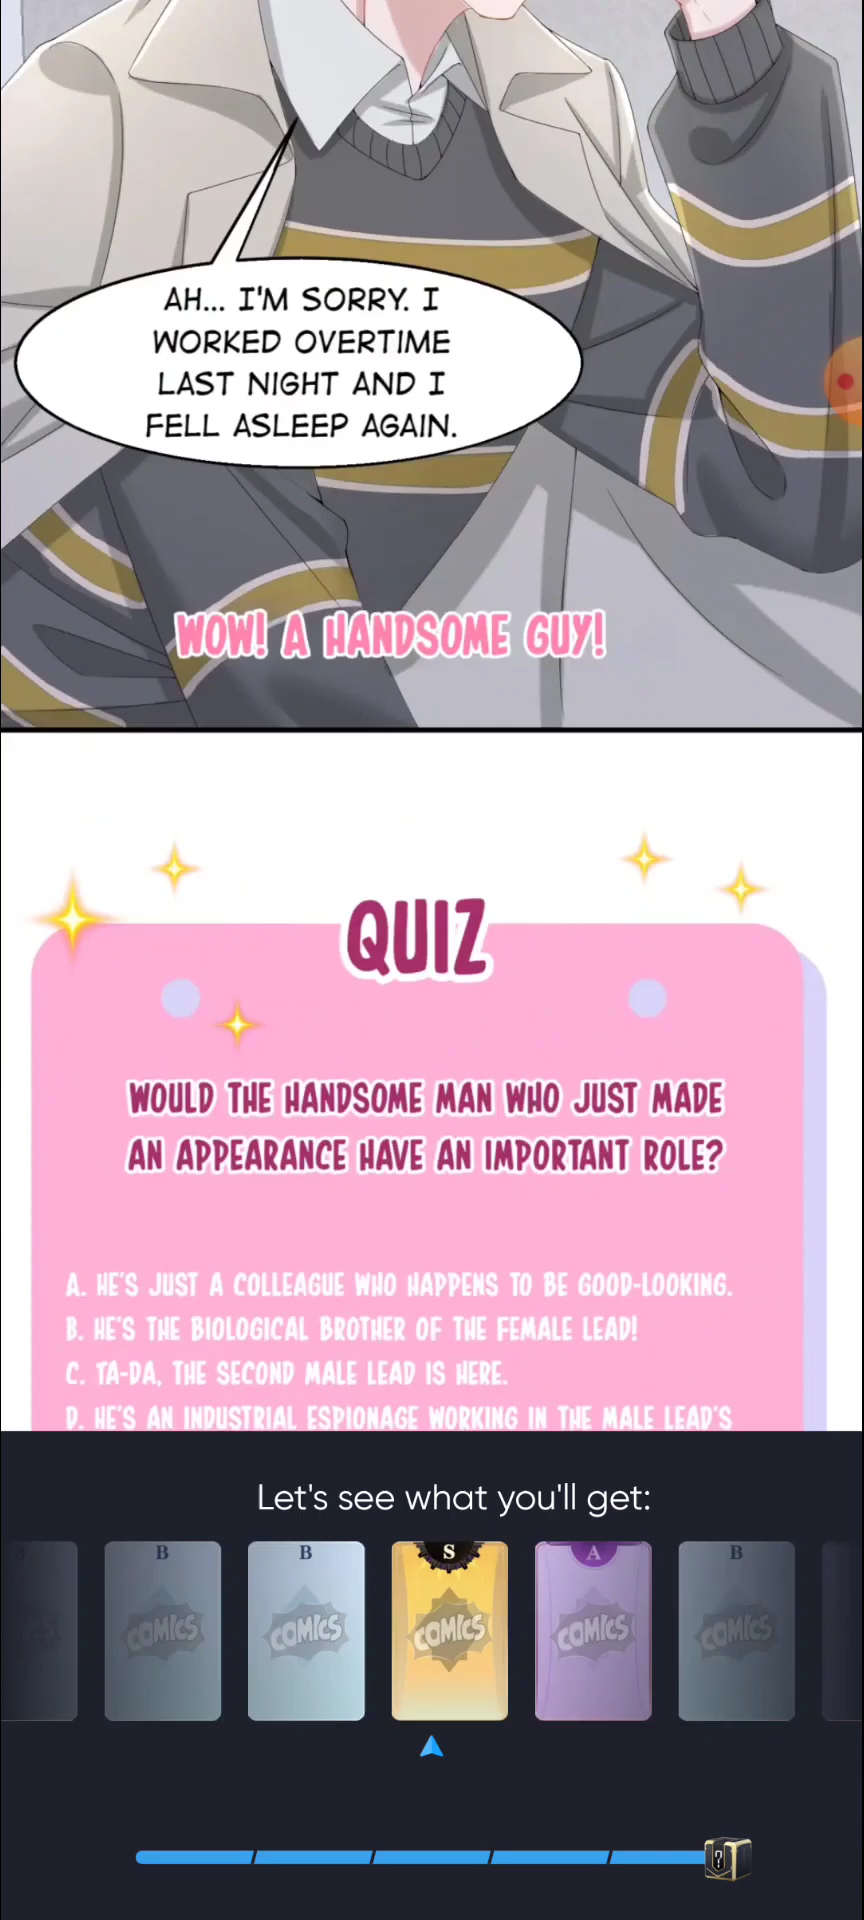 AH... I'M SORRY. I
WORKED OVERTIME
LAST NIGHT AND I
FELL ASLEEP AGAIN.
WOW! A HANDSOME GUY!
QUIZ
WOULD THE HANDSOME MAN WHO JUST MADE
AN APPEARANCE HAVE AN IMPORTANT ROLE?
A. HE'S JUST A COLLEAGUE WHO HAPPENS TO BE GOOD-LOOKING.
B. HE'S THE BIOLOGICAL BROTHER OF THE FEMALE LEAD!
C. TA-DA, THE SECOND MALE LEAD IS HERE.
D. HE'S AN INDUSTRIAL ESPIONAGE WORKING IN THE MALE LEAD'S
Let's see what you'll get:
B B S A B
COMICS COMICS COMICS COMICS COMICS
?